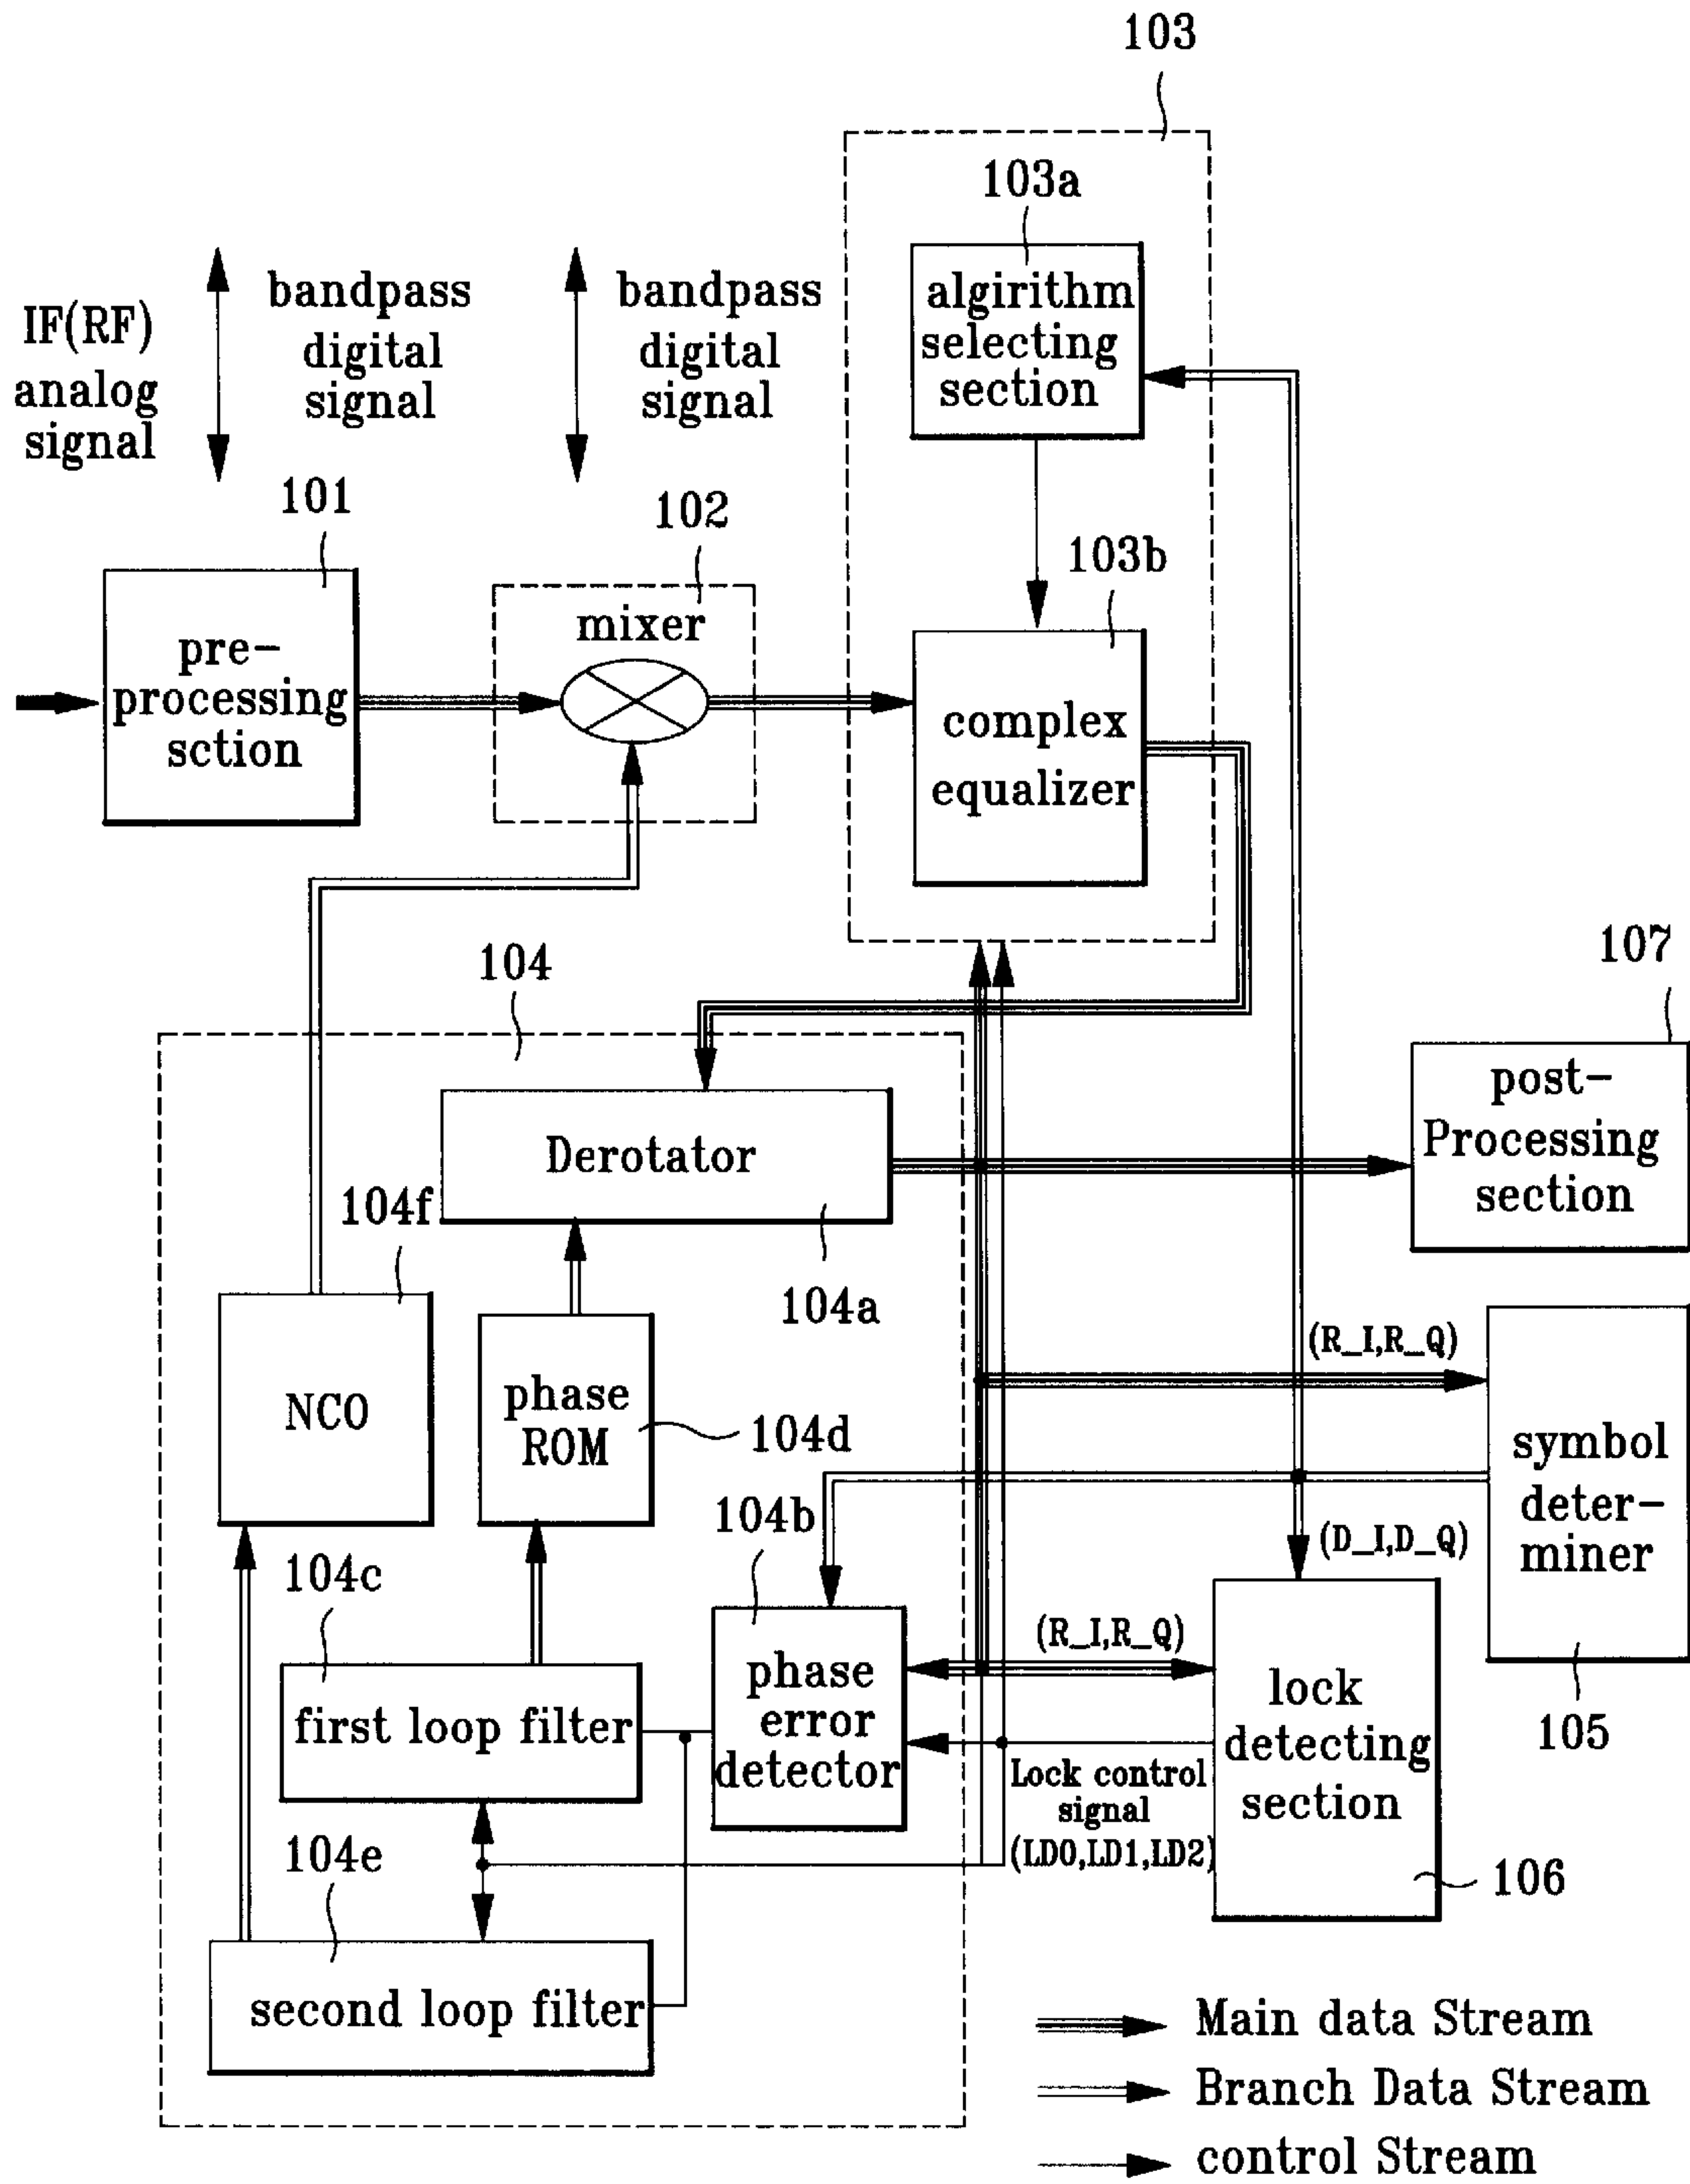 103
103a
algirithm
selecting
section
IF(RF)
analog
signal
bandpass
digital
signal
bandpass
digital
signal
101
102
103b
pre-
processing
sction
mixer
complex
equalizer
104
107
post-
Processing
section
Derotator
104f
104a
NCO
phase
ROM
104d
(R_I,R_Q)
symbol
deter-
miner
104b
(D_I,D_Q)
104c
(R_I,R_Q)
first loop filter
phase
error
detector
lock
detecting
section
105
Lock control
signal
(LD0,LD1,LD2)
104e
106
second loop filter
Main data Stream
Branch Data Stream
control Stream